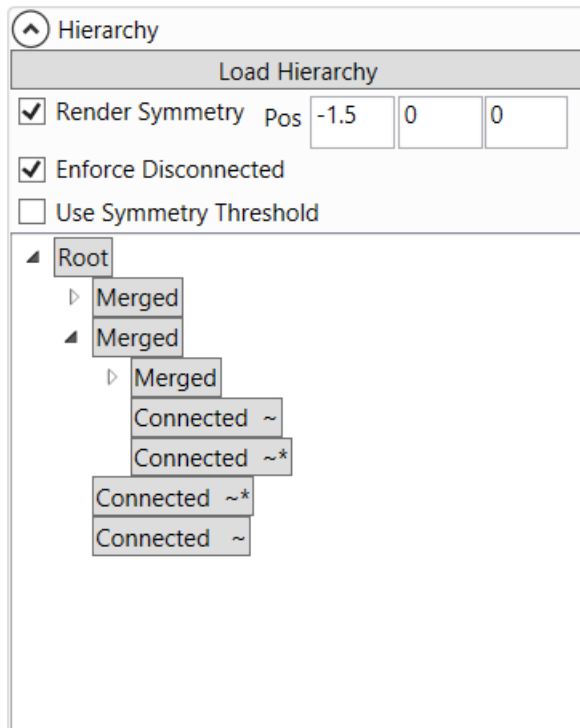 Hierarchy
Load Hierarchy
Render Symmetry Pos -1.5 0 0
Enforce Disconnected
Use Symmetry Threshold
Root
Merged
Merged
Merged
Connected ~
Connected ~*
Connected ~*
Connected ~